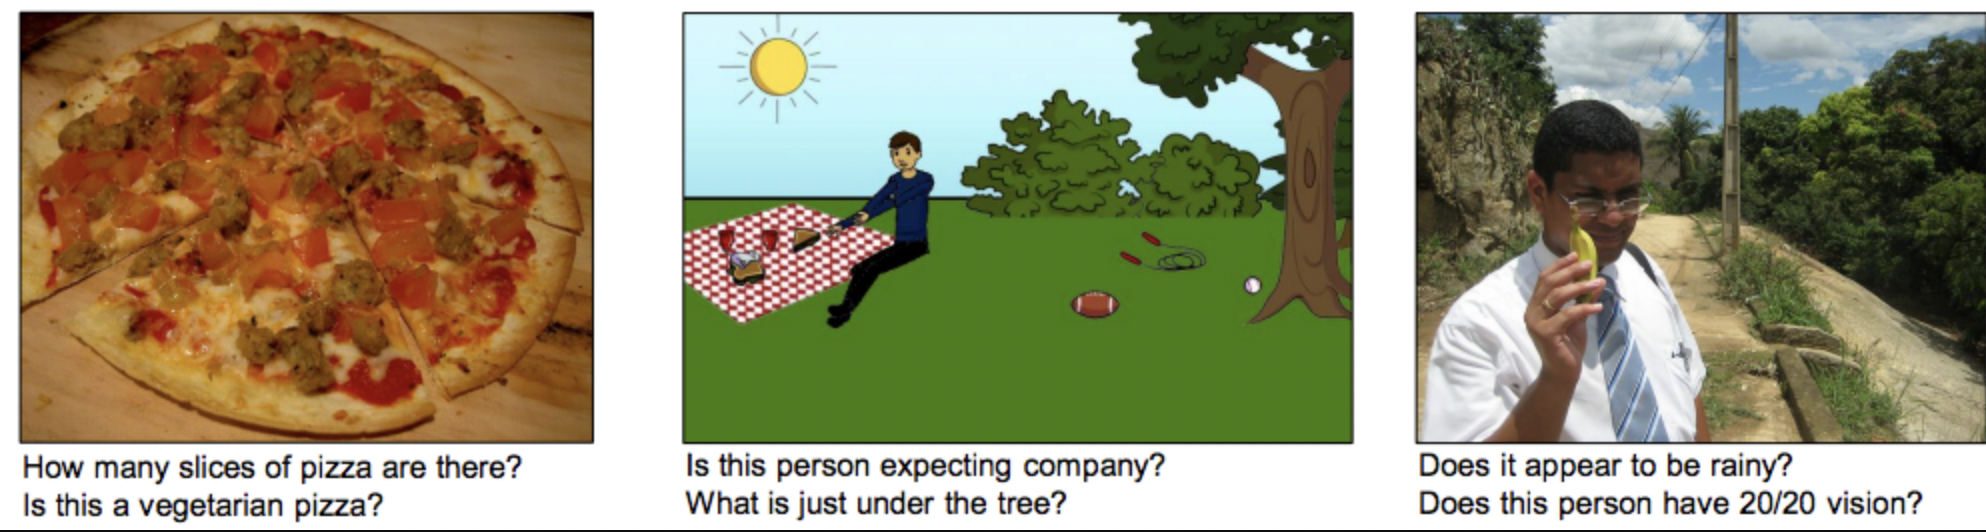 How many slices of pizza are there?
Is this a vegetarian pizza?
Is this person expecting company?
What is just under the tree?
Does it appear to be rainy?
Does this person have 20/20 vision?